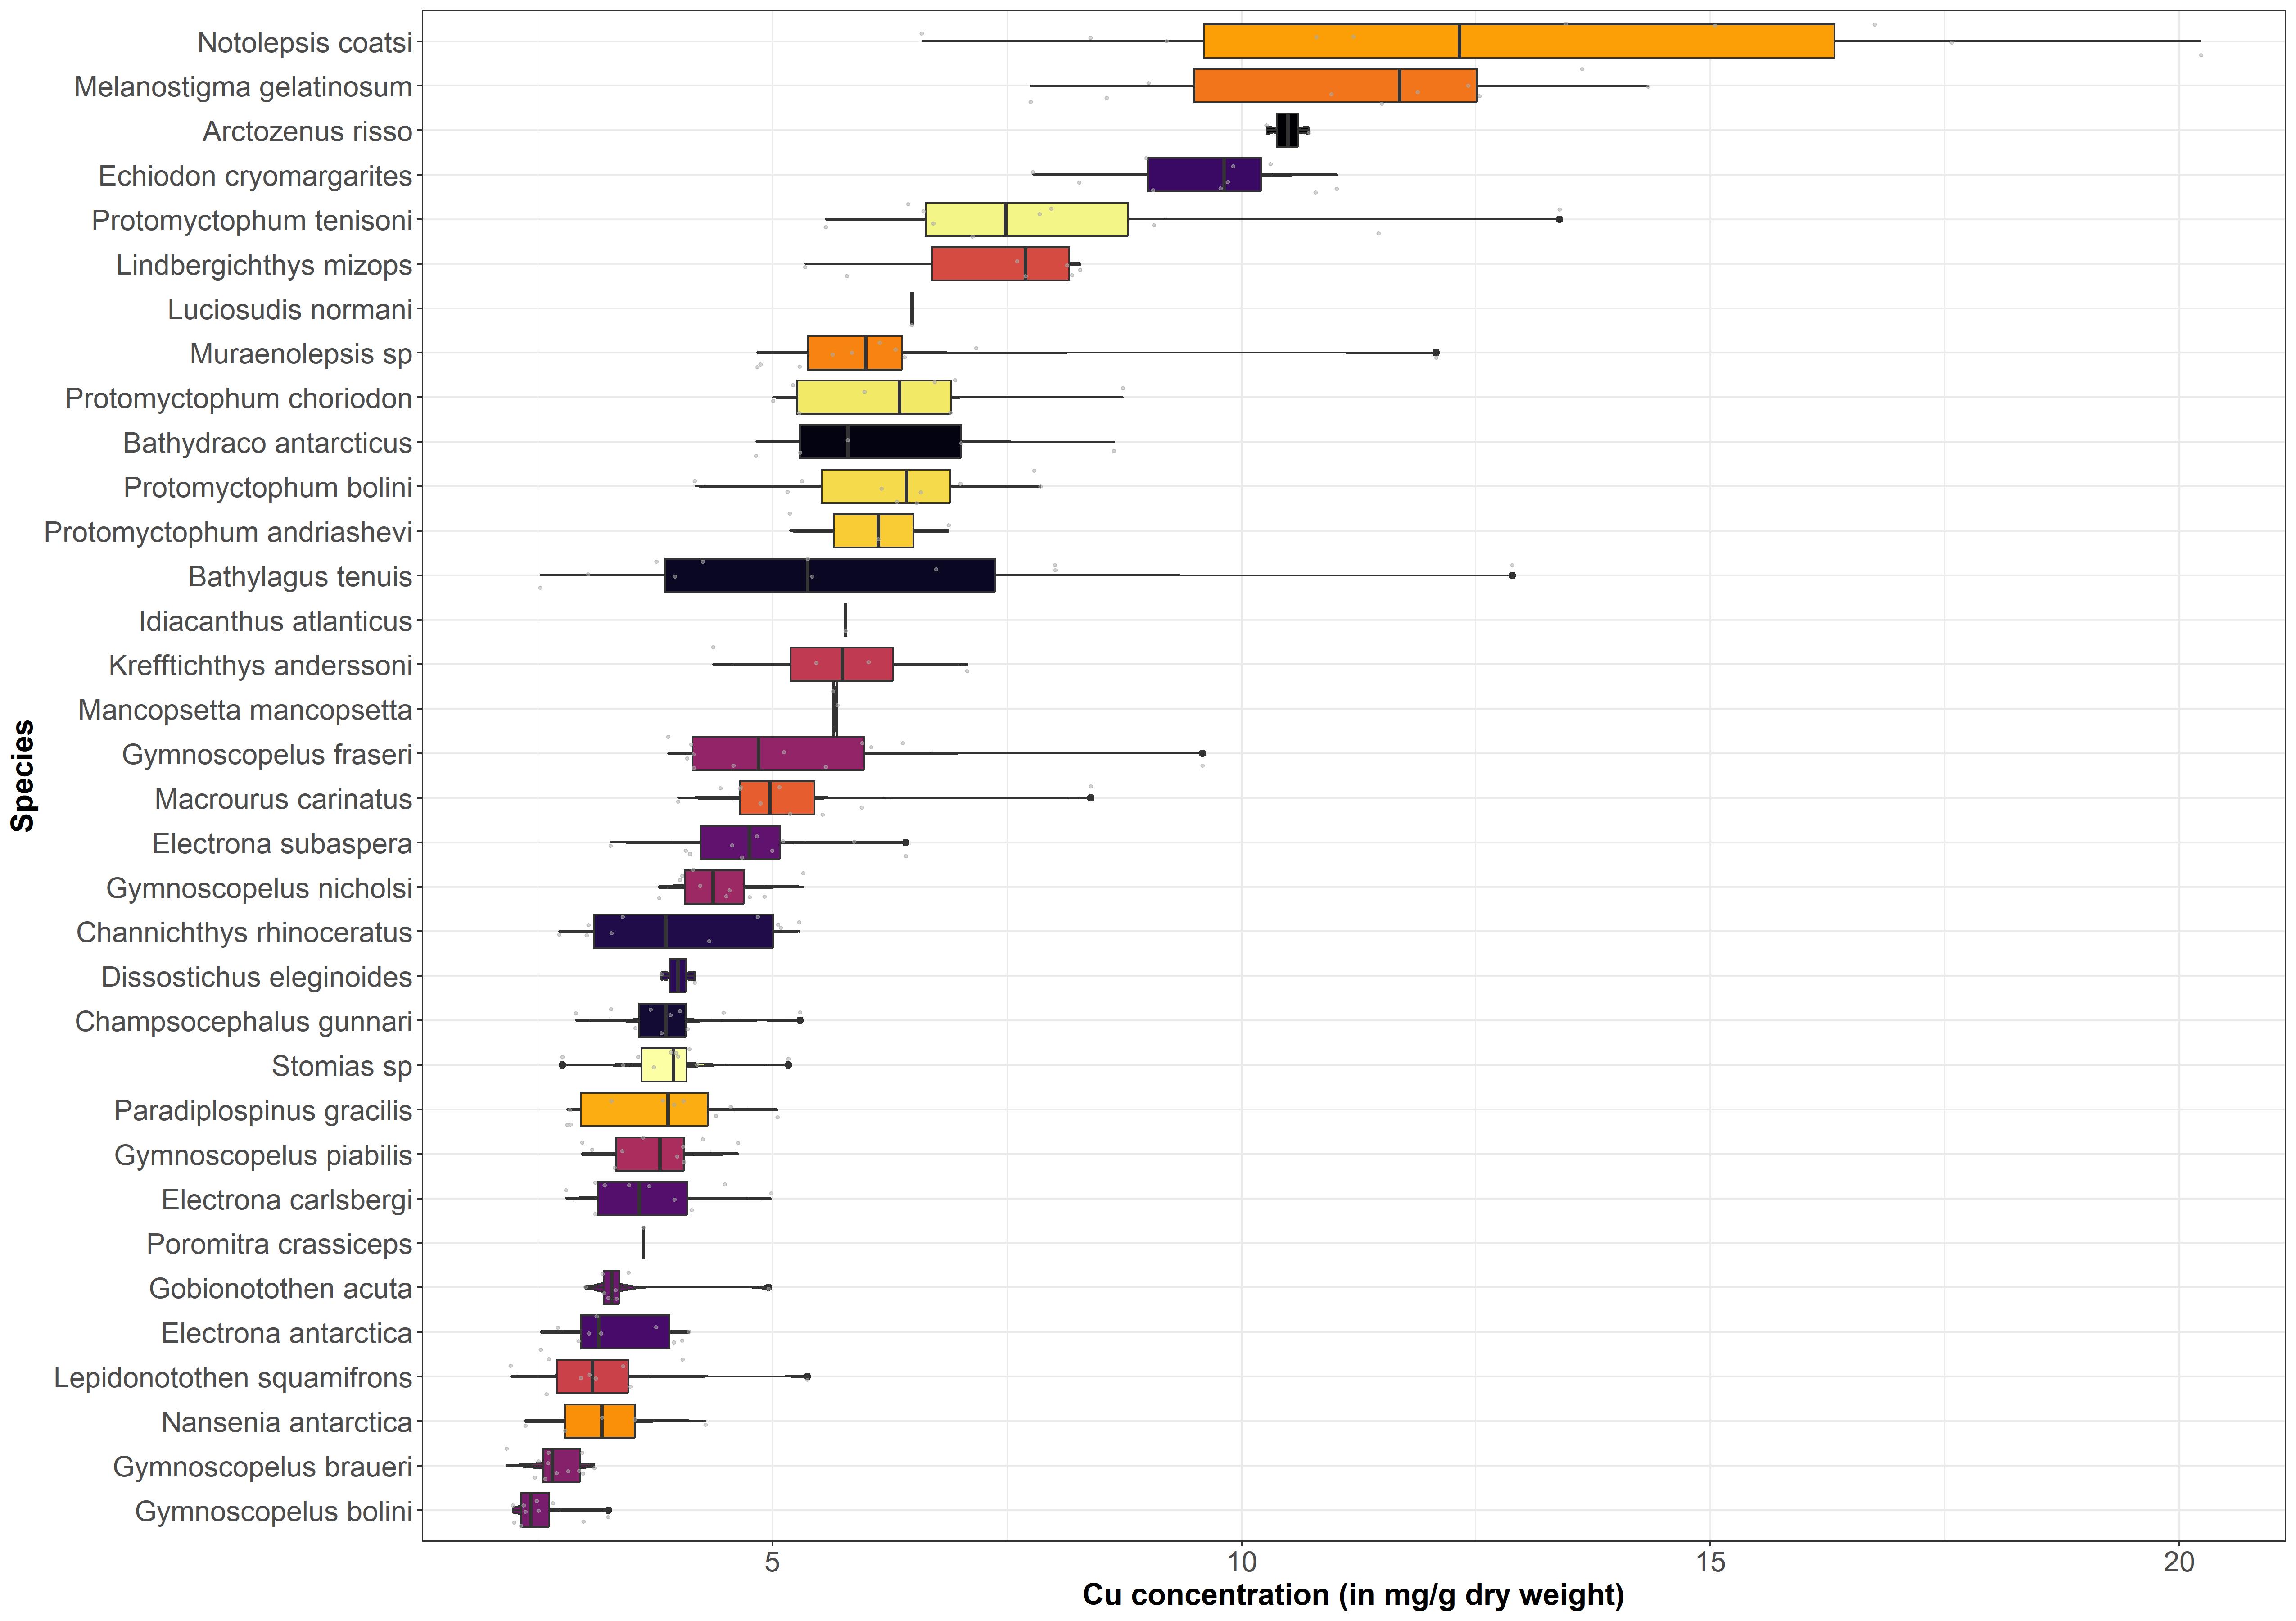 Species
Notolepsis coatsi
Melanostigma gelatinosum
Arctozenus risso
Echiodon cryomargarites
Protomyctophum tenisoni
Lindbergichthys mizops
Luciosudis normani
Muraenolepsis sp
Protomyctophum choriodon
Bathydraco antarcticus
Protomyctophum bolini
Protomyctophum andriashevi
Bathylagus tenuis
Idiacanthus atlanticus
Krefftichthys anderssoni
Mancopsetta mancopsetta
Gymnoscopelus fraseri
Macrourus carinatus
Electrona subaspera
Gymnoscopelus nicholsi
Channichthys rhinoceratus
Dissostichus eleginoides
Champsocephalus gunnari
Stomias sp
Paradiplospinus gracilis
Gymnoscopelus piabilis
Electrona carlsbergi
Poromitra crassiceps
Gobionotothen acuta
Electrona antarctica
Lepidonotothen squamifrons
Nansenia antarctica
Gymnoscopelus braueri
Gymnoscopelus bolini
5 10 15 20
Cu concentration (in mg/g dry weight)